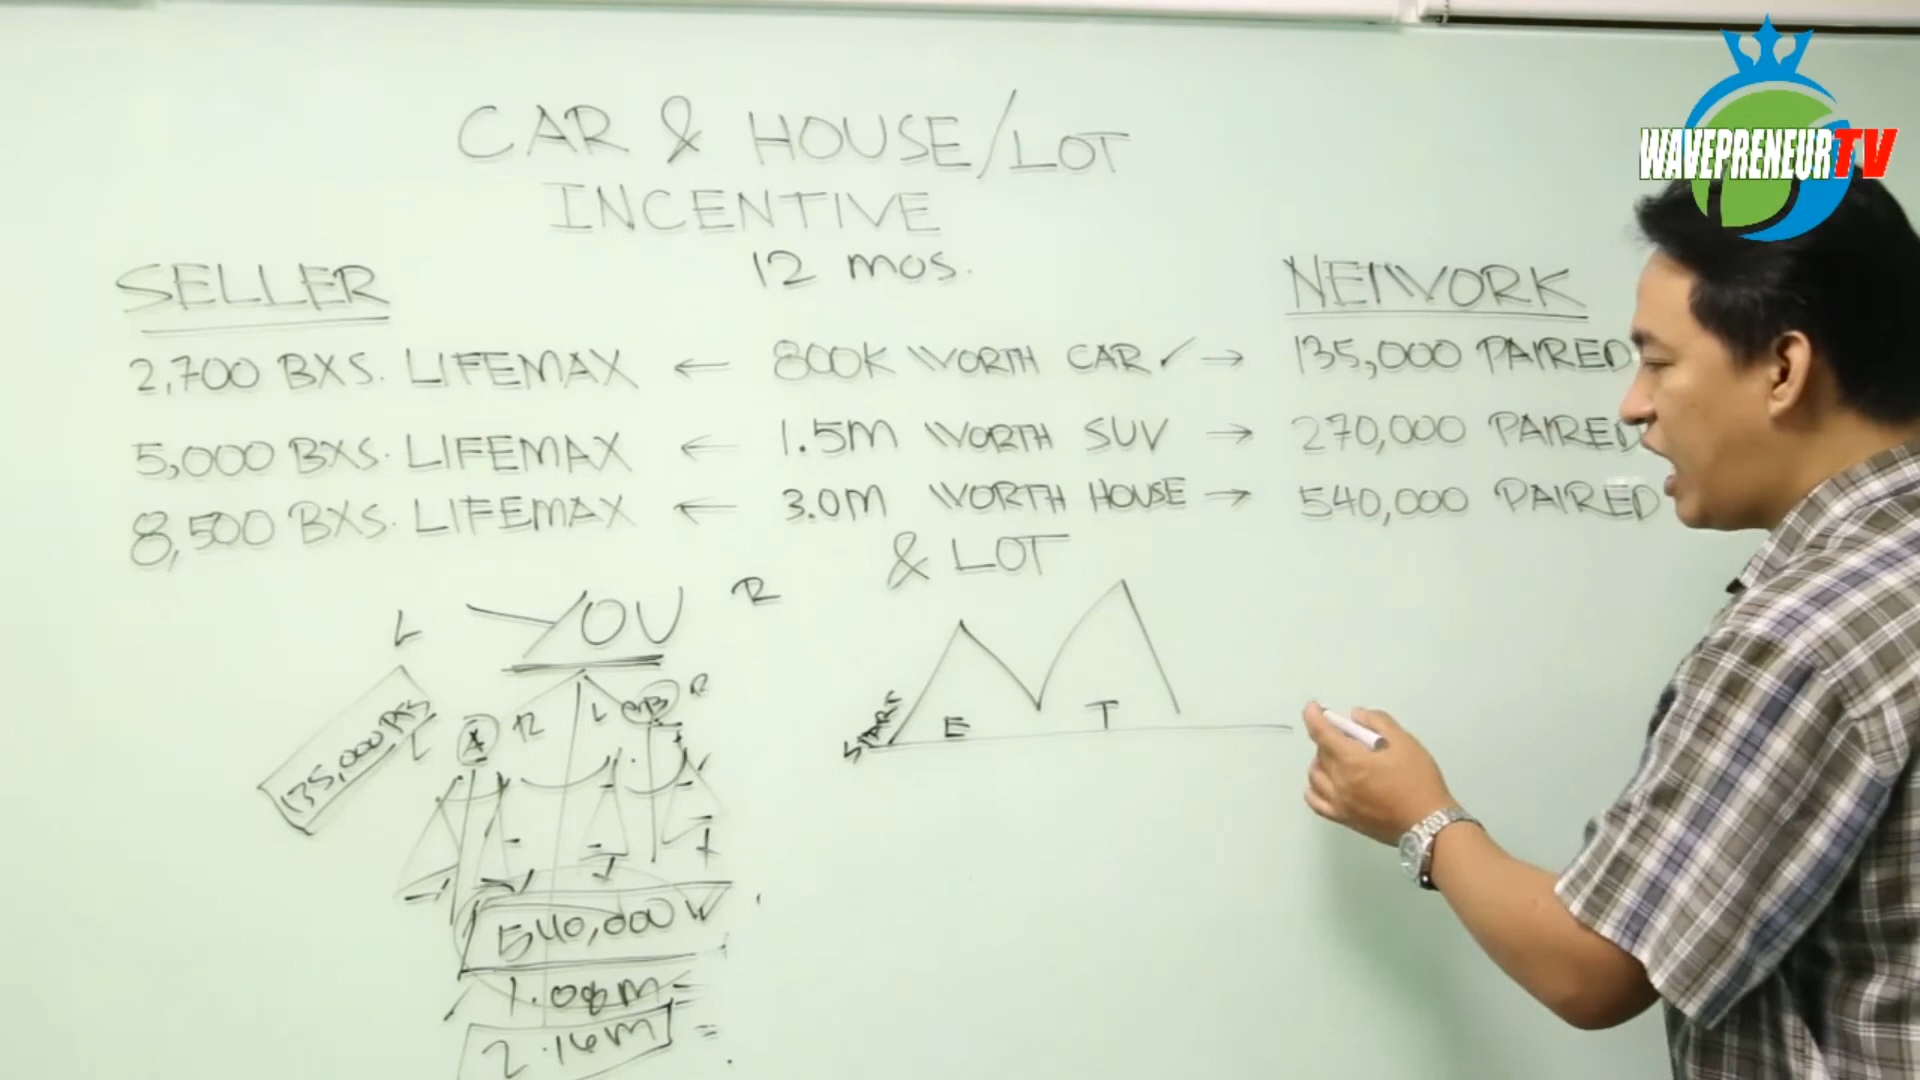 WAVEPRENEURTV
CAR & HOUSE/LOT
INCENTIVE
12 mos.
SELLER
NETWORK
2,700 BXS. LIFEMAX ← 800K WORTH CAR ✓ → 135,000 PAIRED
5,000 BXS. LIFEMAX ← 1.5M WORTH SUV → 270,000 PAIRED
8,500 BXS. LIFEMAX ← 3.0M WORTH HOUSE → 540,000 PAIRED
& LOT
L YOU R
135,000 PTS
L A R L B R
START E T
540,000
1.08M =
2.16M =